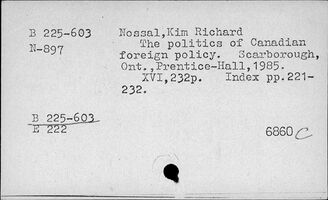 B 225-603
N-897
Nossal,Kim Richard
The politics of Canadian
foreign policy. Scarborough,
Ont.,Prentice-Hall,1985.
XVI,232p. Index pp.221-
232.
B 225-603
E 222
6860 C